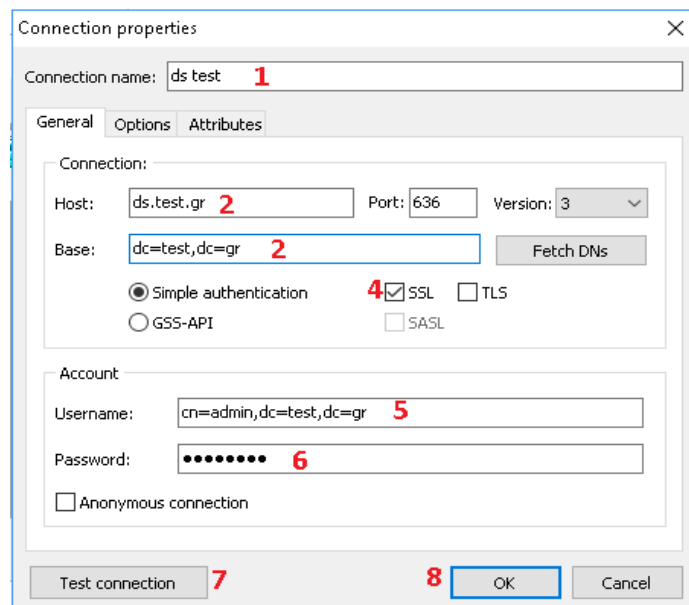 Connection properties
Connection name: ds test 1
General Options Attributes
Connection:
Host: ds.test.gr 2 Port: 636 Version: 3
Base: dc=test,dc=gr 2 Fetch DNs
Simple authentication 4 SSL TLS
GSS-API SASL
Account
Username: cn=admin,dc=test,dc=gr 5
Password: ●●●●●●●● 6
Anonymous connection
Test connection 7 8 OK Cancel